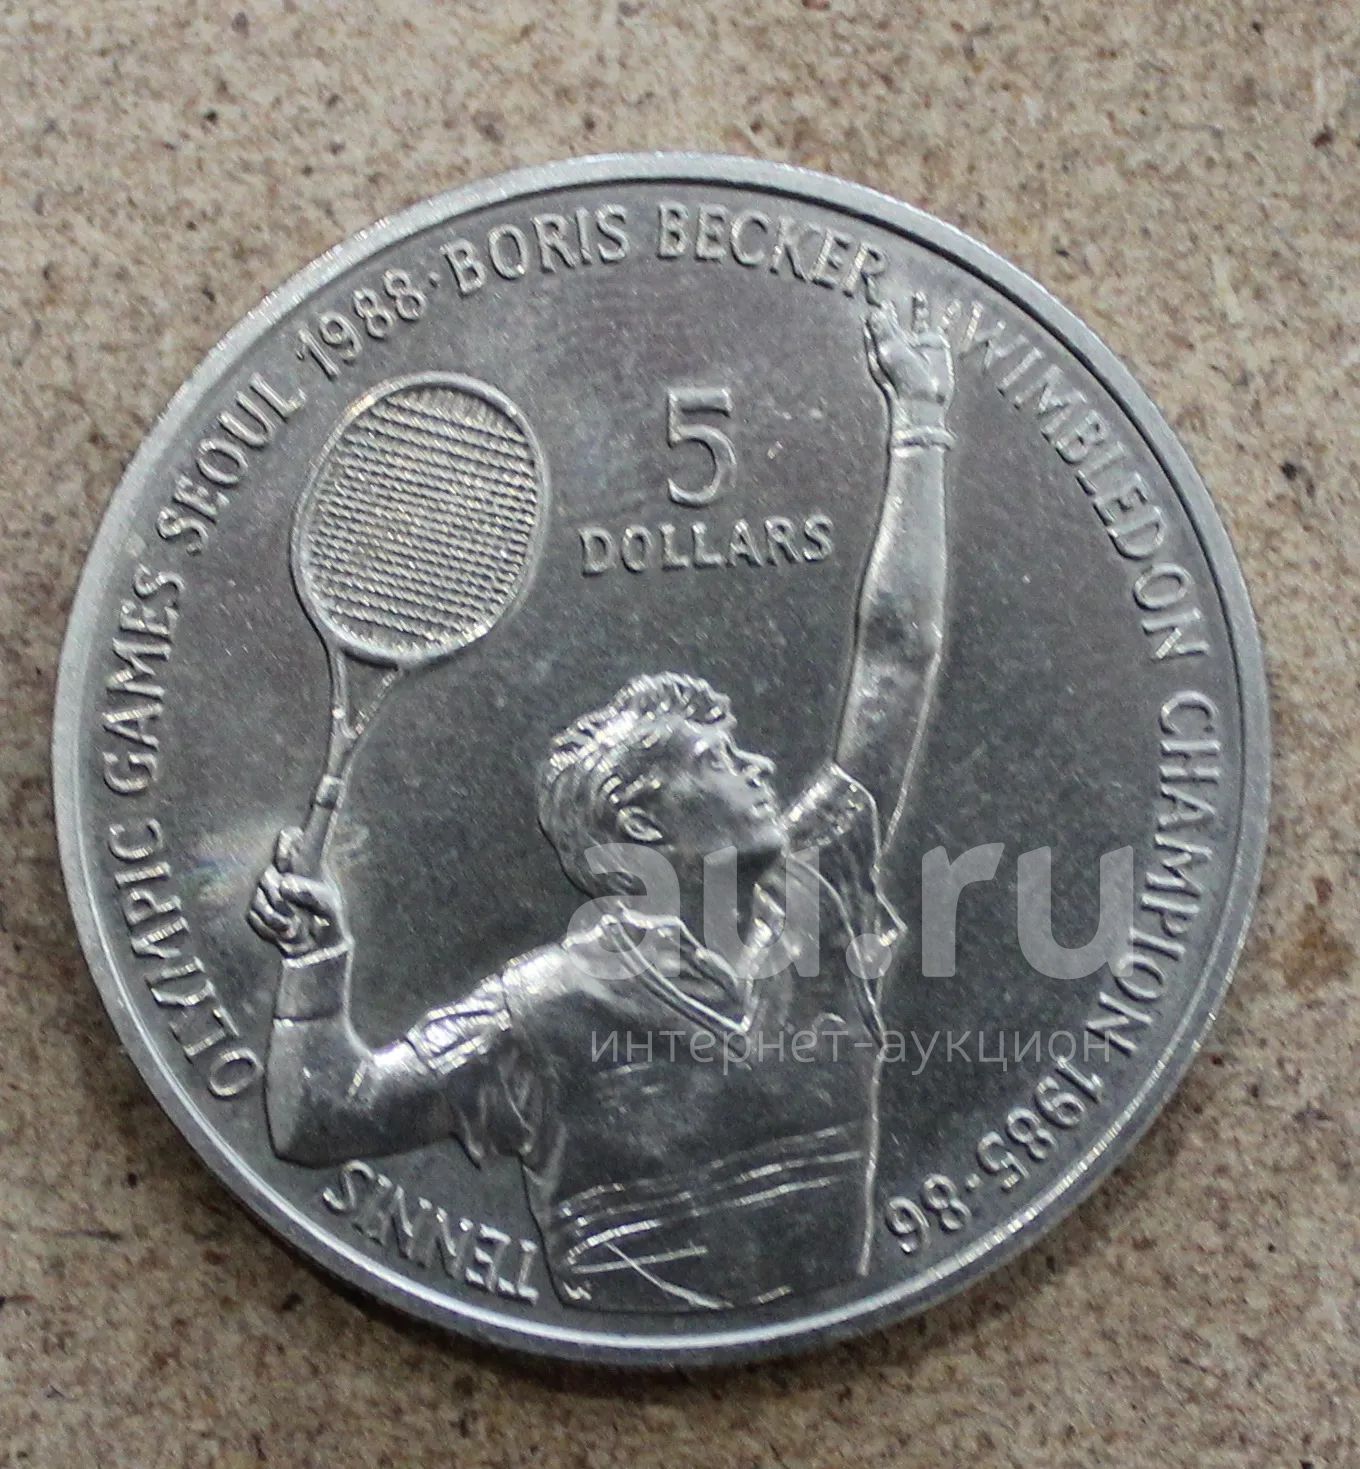 TENNIS OLYMPIC GAMES SEOUL 1988·BORIS BECKER WIMBLEDON CHAMPION 1985·86
5
DOLLARS
au.ru
интернет-аукцион